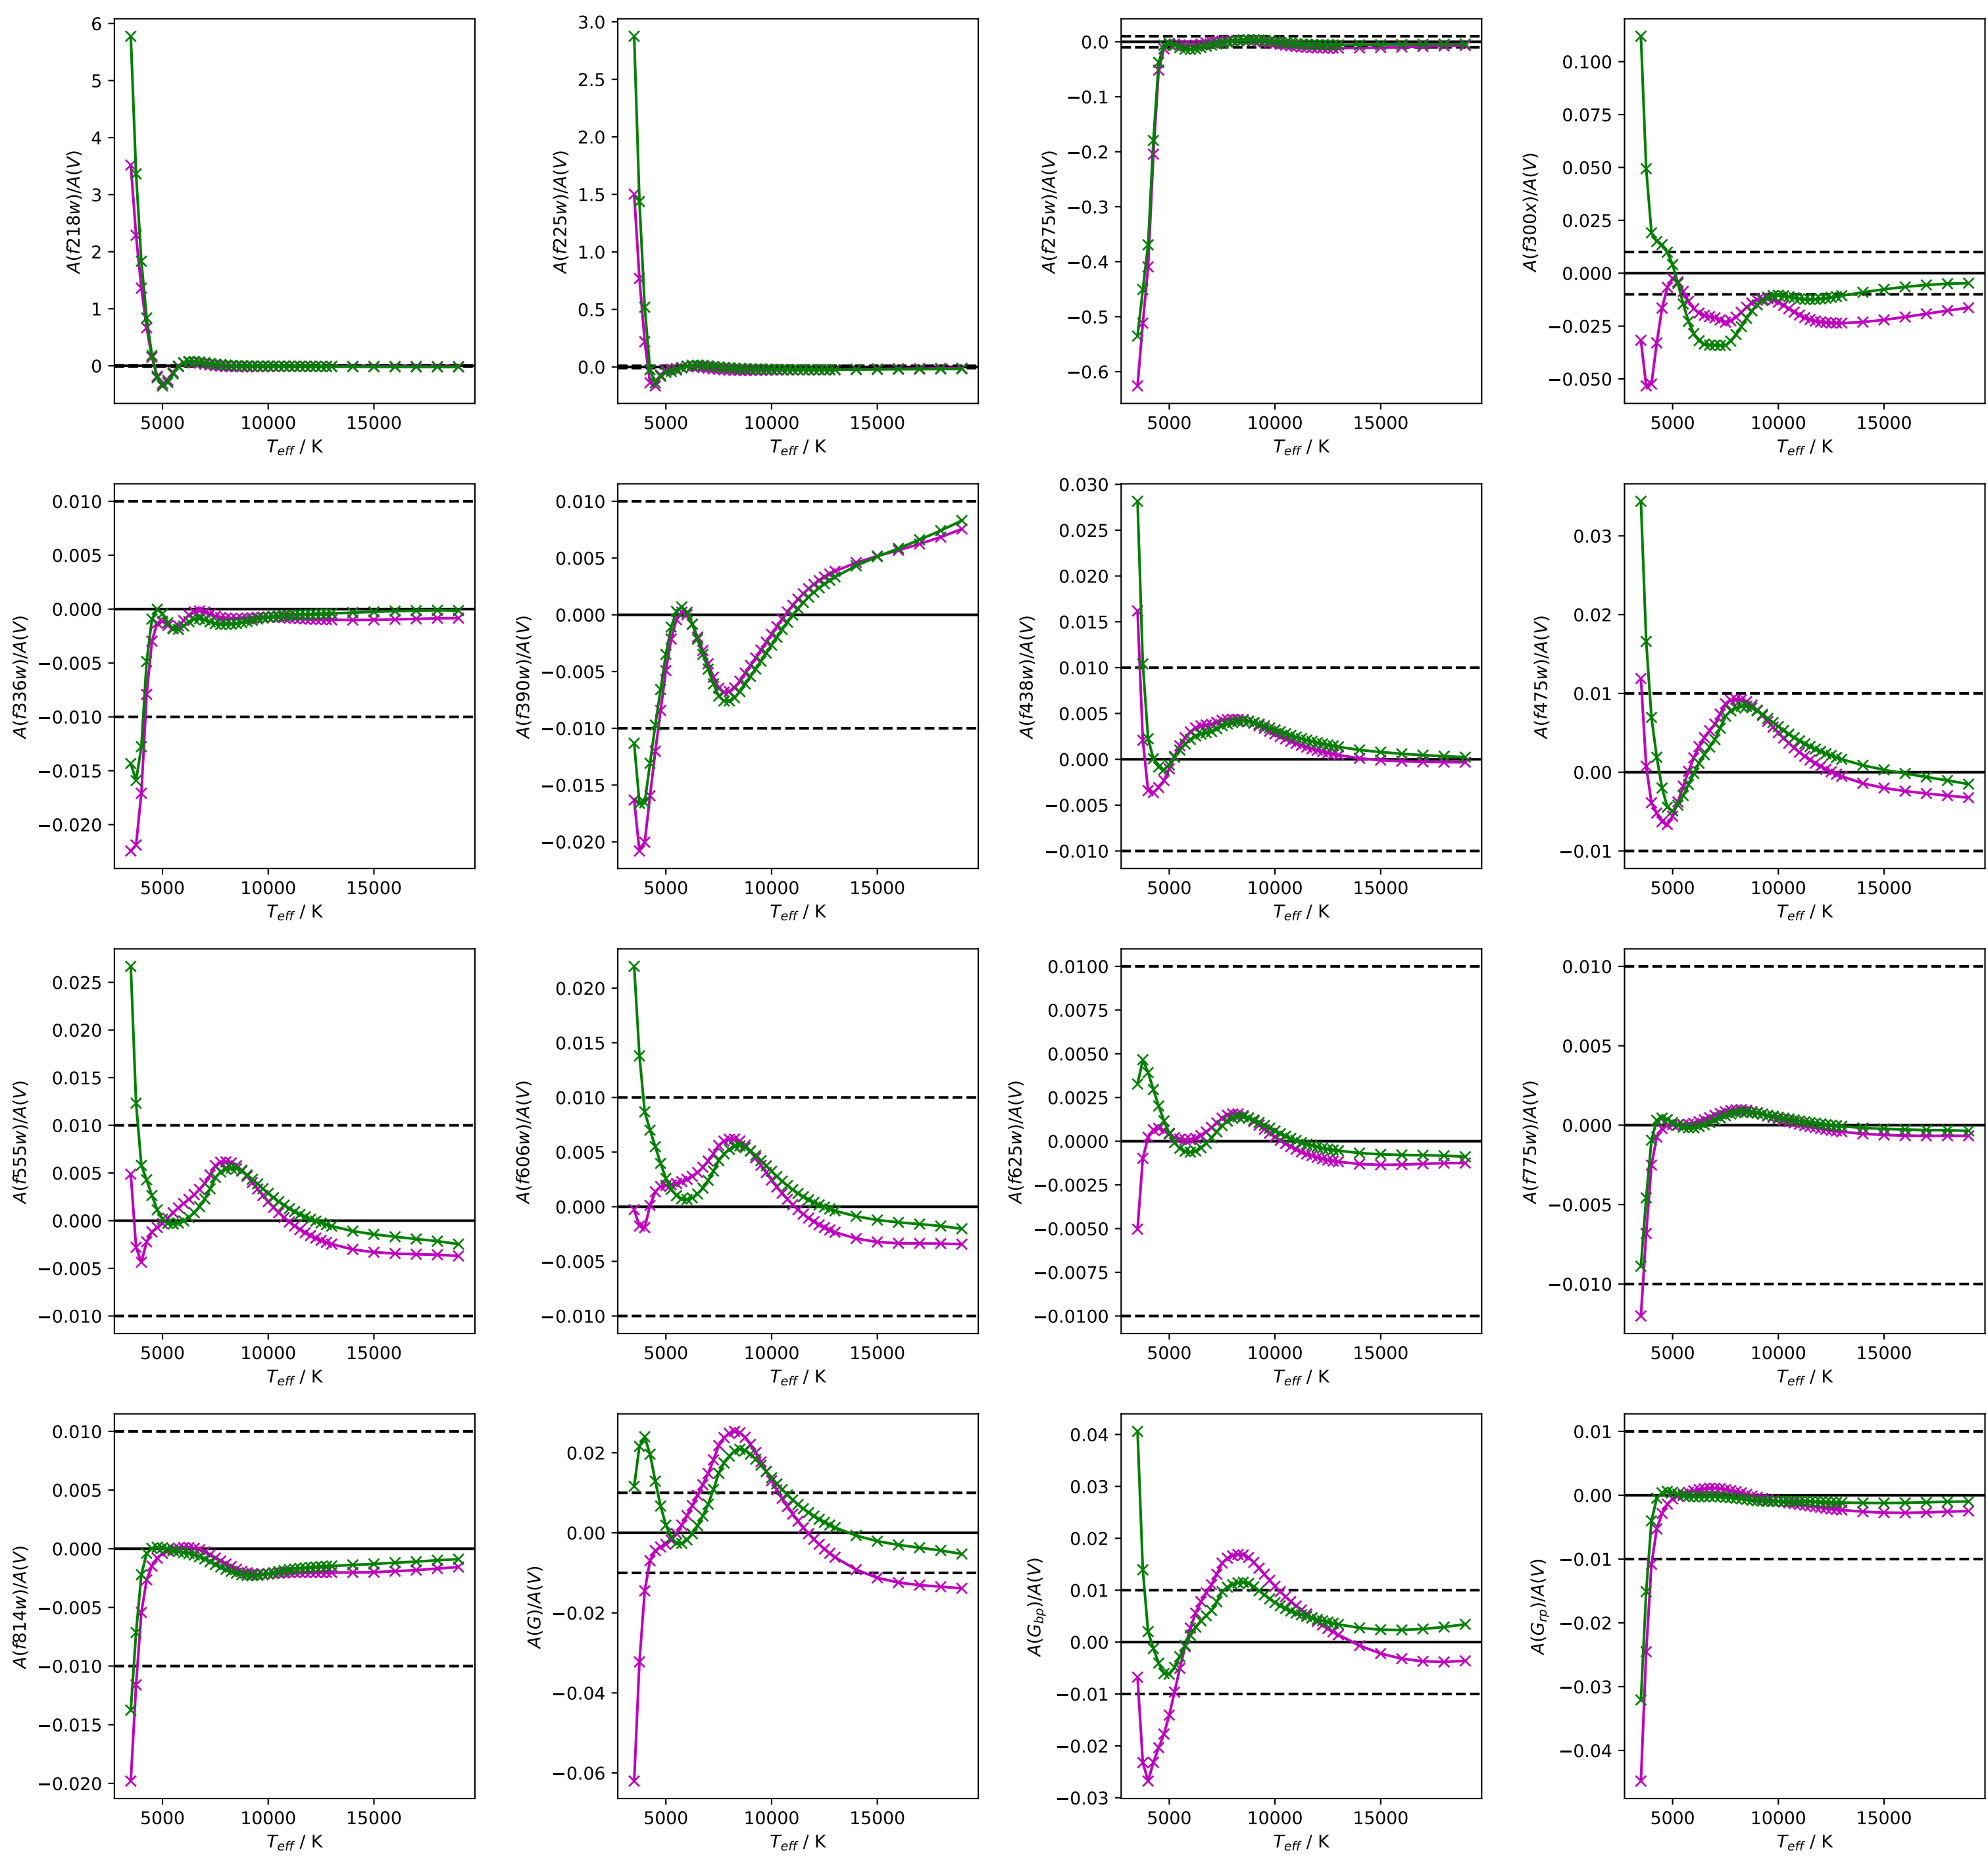 A(f218w)/A(V)
6
5
4
3
2
1
0
5000 10000 15000
T_eff / K
A(f225w)/A(V)
3.0
2.5
2.0
1.5
1.0
0.5
0.0
5000 10000 15000
T_eff / K
A(f275w)/A(V)
0.0
−0.1
−0.2
−0.3
−0.4
−0.5
−0.6
5000 10000 15000
T_eff / K
A(f300x)/A(V)
0.100
0.075
0.050
0.025
0.000
−0.025
−0.050
5000 10000 15000
T_eff / K
A(f336w)/A(V)
0.010
0.005
0.000
−0.005
−0.010
−0.015
−0.020
5000 10000 15000
T_eff / K
A(f390w)/A(V)
0.010
0.005
0.000
−0.005
−0.010
−0.015
−0.020
5000 10000 15000
T_eff / K
A(f438w)/A(V)
0.030
0.025
0.020
0.015
0.010
0.005
0.000
−0.005
−0.010
5000 10000 15000
T_eff / K
A(f475w)/A(V)
0.03
0.02
0.01
0.00
−0.01
5000 10000 15000
T_eff / K
A(f555w)/A(V)
0.025
0.020
0.015
0.010
0.005
0.000
−0.005
−0.010
5000 10000 15000
T_eff / K
A(f606w)/A(V)
0.020
0.015
0.010
0.005
0.000
−0.005
−0.010
5000 10000 15000
T_eff / K
A(f625w)/A(V)
0.0100
0.0075
0.0050
0.0025
0.0000
−0.0025
−0.0050
−0.0075
−0.0100
5000 10000 15000
T_eff / K
A(f775w)/A(V)
0.010
0.005
0.000
−0.005
−0.010
5000 10000 15000
T_eff / K
A(f814w)/A(V)
0.010
0.005
0.000
−0.005
−0.010
−0.015
−0.020
5000 10000 15000
T_eff / K
A(G)/A(V)
0.02
0.00
−0.02
−0.04
−0.06
5000 10000 15000
T_eff / K
A(G_bp)/A(V)
0.04
0.03
0.02
0.01
0.00
−0.01
−0.02
−0.03
5000 10000 15000
T_eff / K
A(G_rp)/A(V)
0.01
0.00
−0.01
−0.02
−0.03
−0.04
5000 10000 15000
T_eff / K